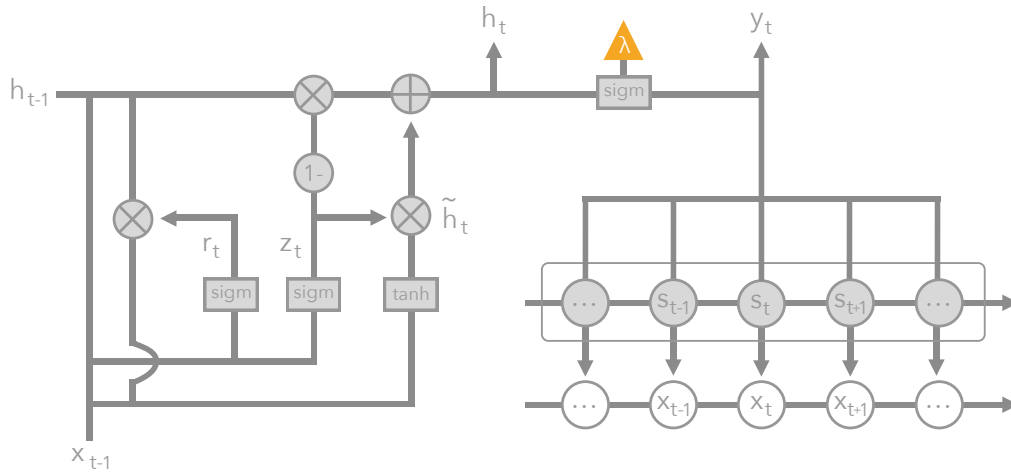 h_t
y_t
λ
h_{t-1}
sigm
1-
h̃_t
r_t
z_t
sigm
sigm
tanh
...
s_{t-1}
s_t
s_{t+1}
...
...
x_{t-1}
x_t
x_{t+1}
...
x_{t-1}